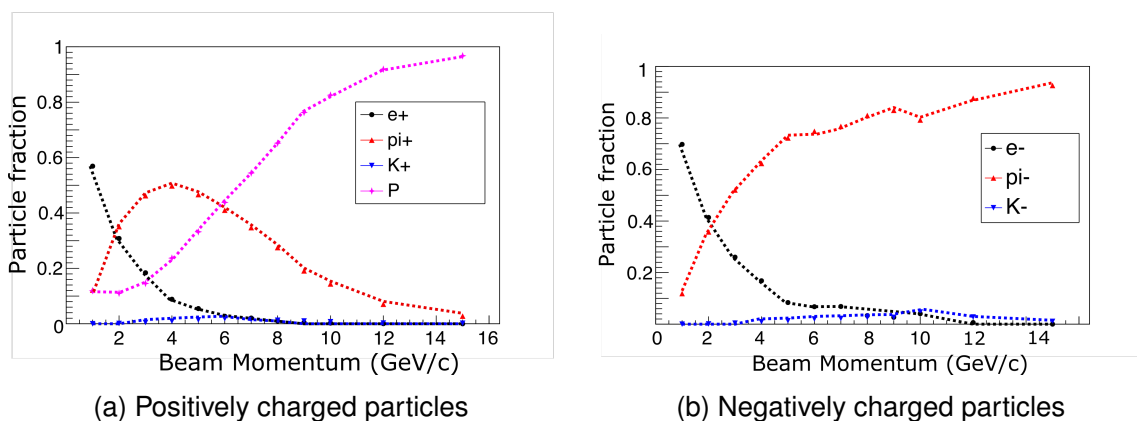 1
0.8
0.6
0.4
0.2
0
2
4
6
8
10
12
14
16
Particle fraction
Beam Momentum (GeV/c)
e+
pi+
K+
P
(a) Positively charged particles
1
0.8
0.6
0.4
0.2
0
2
4
6
8
10
12
14
Particle fraction
Beam Momentum (GeV/c)
e-
pi-
K-
(b) Negatively charged particles